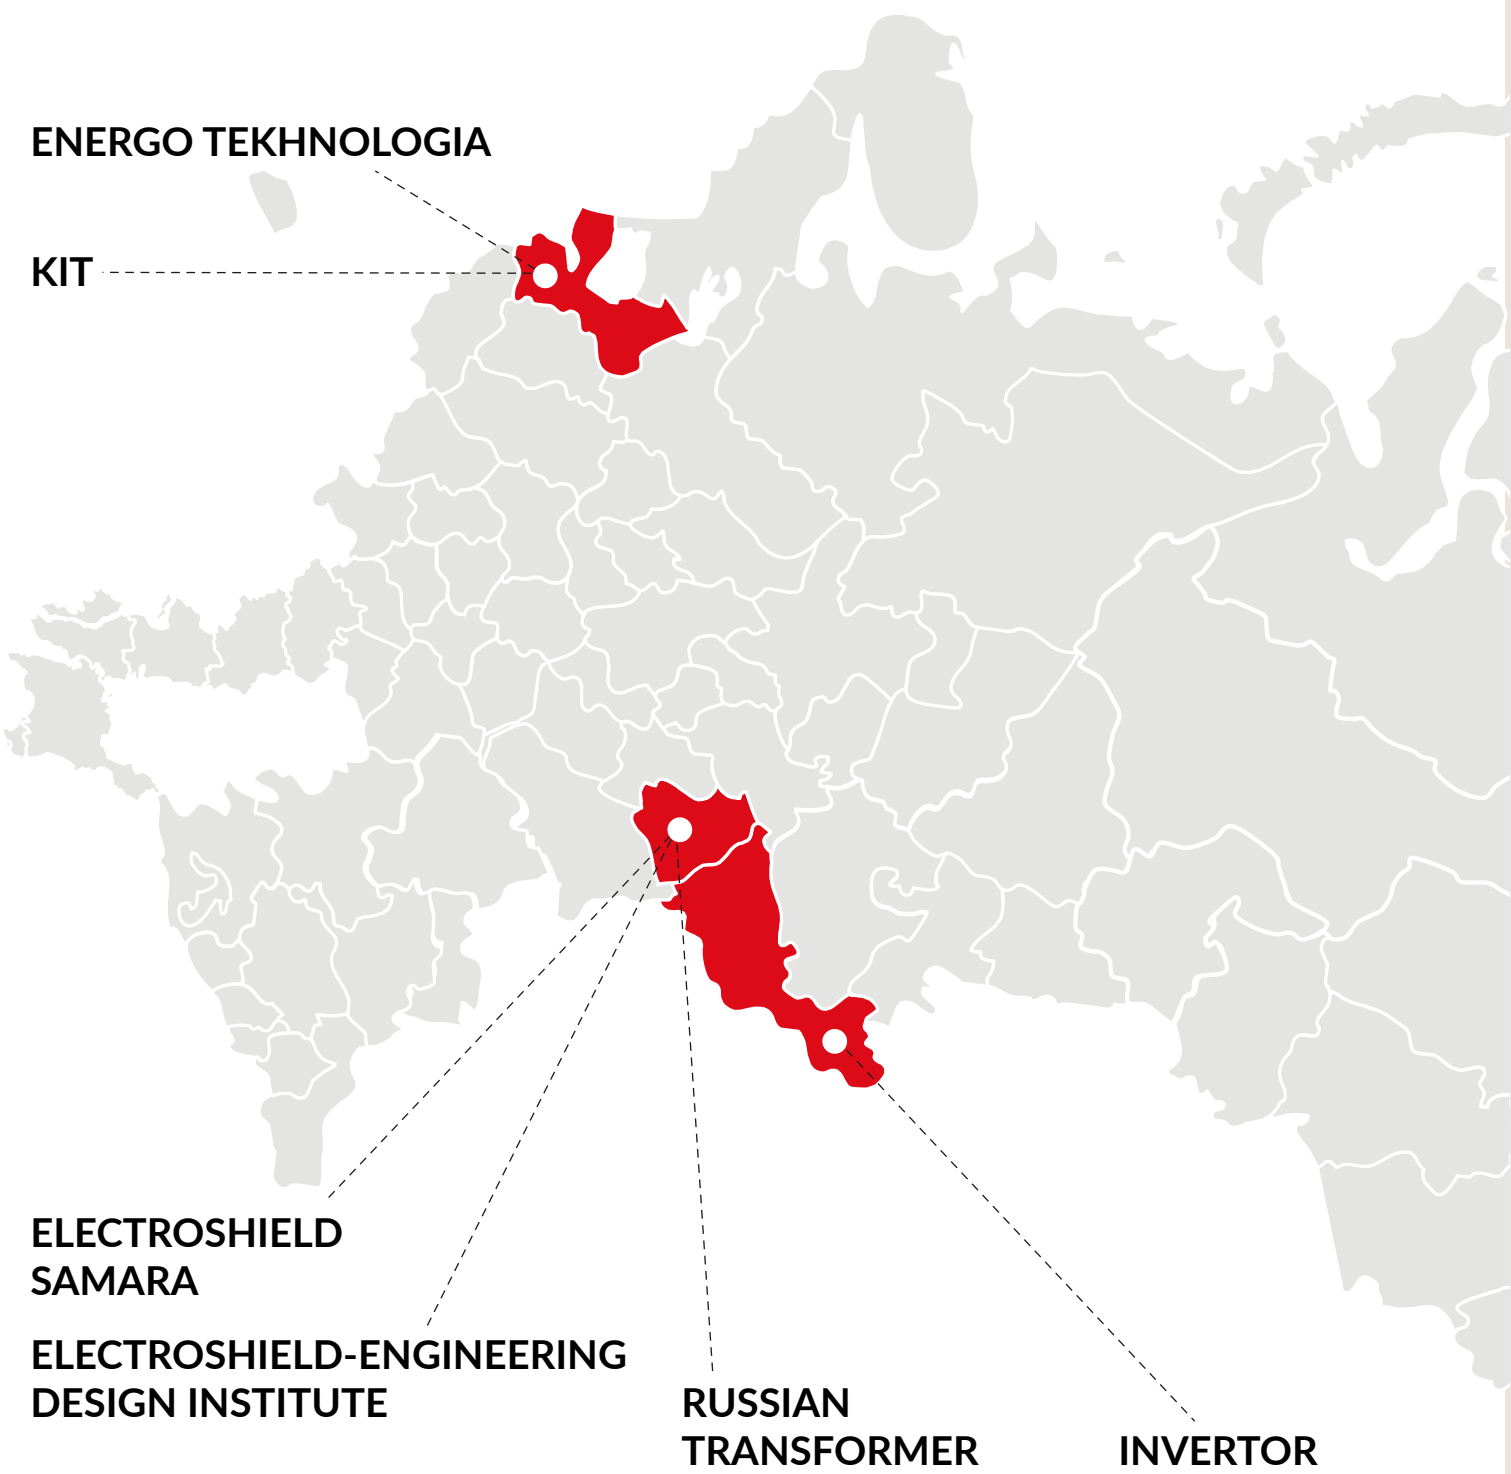 ENERGO TEKHNOLOGIA
KIT
ELECTROSHIELD
SAMARA
ELECTROSHIELD-ENGINEERING
DESIGN INSTITUTE
RUSSIAN
TRANSFORMER
INVERTOR